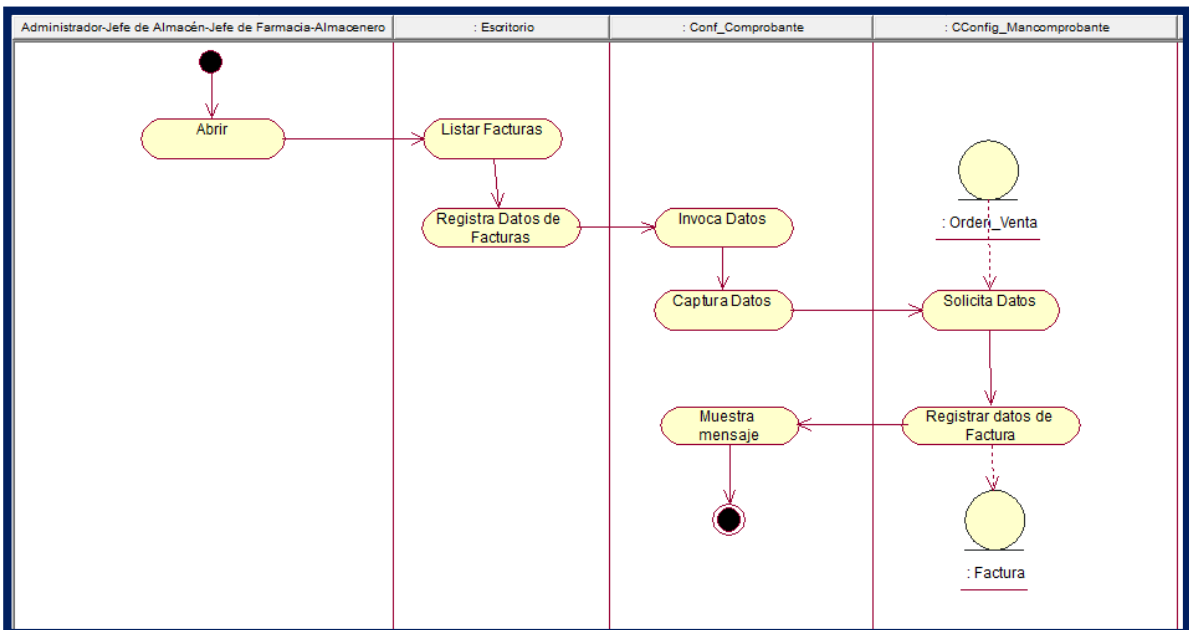 Administrador-Jefe de Almacén-Jefe de Farmacia-Almacenero
: Escritorio
: Conf_Comprobante
: CConfig_Mancomprobante
Abrir
Listar Facturas
Registra Datos de
Facturas
Invoca Datos
: Orden_Venta
Captura Datos
Solicita Datos
Muestra
mensaje
Registrar datos de
Factura
: Factura